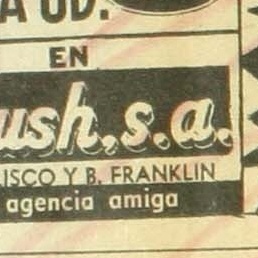 A UD.
EN
ush, s.a.
ISCO Y B. FRANKLIN
agencia amiga